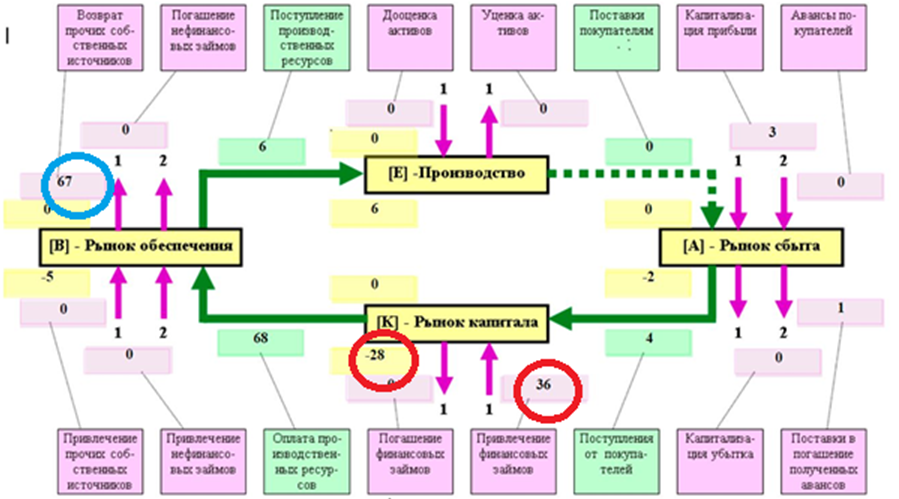 Возврат
прочих соб-
ственных
источников
Погашение
нефинансо-
вых займов
Поступление
производ-
ственных
ресурсов
Дооценка
активов
Уценка ак-
тивов
Поставки
покупателям
Капитализа-
ция прибыли
Авансы по-
купателей
1
1
0
0
0
0
3
6
0
67
1
2
1
2
0
[E] -Производство
0
6
0
[В] - Рынок обеспечения
[А] - Рынок сбыта
-5
0
-2
0
[К] - Рынок капитала
1
1
2
1
2
68
-28
4
0
0
0
36
1
1
Привлечение
прочих соб-
ственных
источников
Привлечение
нефинансо-
вых займов
Оплата про-
изводствен-
ных ресур-
сов
Погашение
финансовых
займов
Привлечение
финансовых
займов
Поступления
от покупа-
телей
Капитализа-
ция убытка
Поставки в
погашение
полученных
авансов